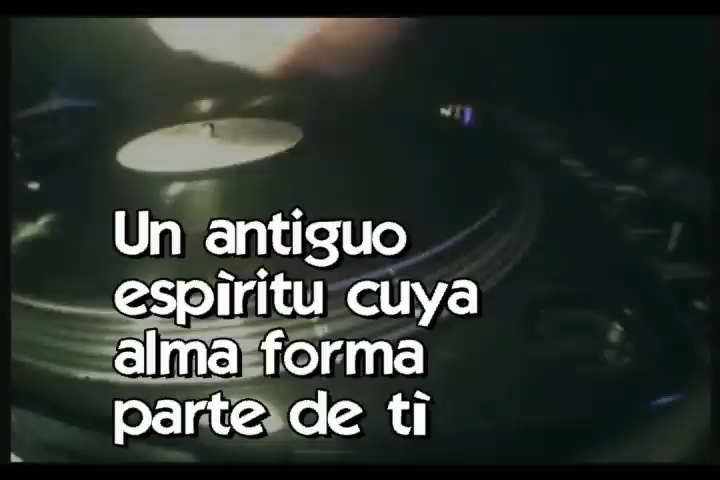 Un antiguo
espìritu cuya
alma forma
parte de tì